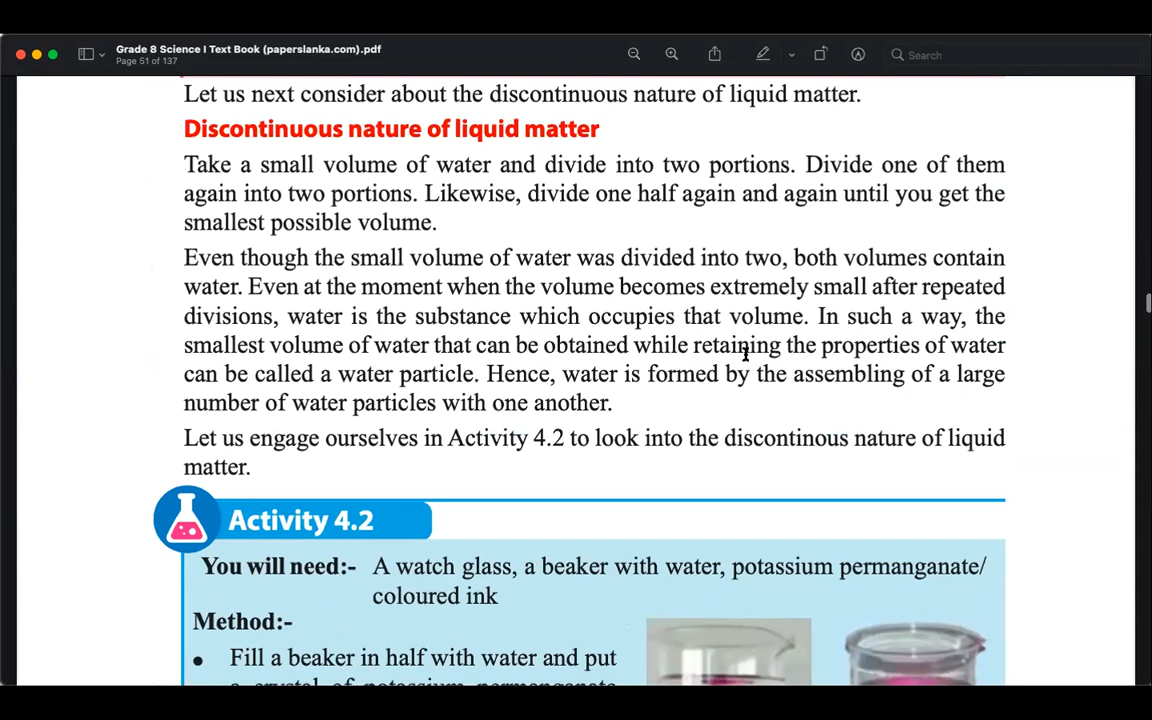 Grade 8 Science I Text Book (paperslanka.com).pdf
Page 51 of 137
Search
Let us next consider about the discontinuous nature of liquid matter.
Discontinuous nature of liquid matter
Take a small volume of water and divide into two portions. Divide one of them
again into two portions. Likewise, divide one half again and again until you get the
smallest possible volume.
Even though the small volume of water was divided into two, both volumes contain
water. Even at the moment when the volume becomes extremely small after repeated
divisions, water is the substance which occupies that volume. In such a way, the
smallest volume of water that can be obtained while retaining the properties of water
can be called a water particle. Hence, water is formed by the assembling of a large
number of water particles with one another.
Let us engage ourselves in Activity 4.2 to look into the discontinous nature of liquid
matter.
Activity 4.2
You will need:- A watch glass, a beaker with water, potassium permanganate/
coloured ink
Method:-
• Fill a beaker in half with water and put
a crystal of potassium permanganate